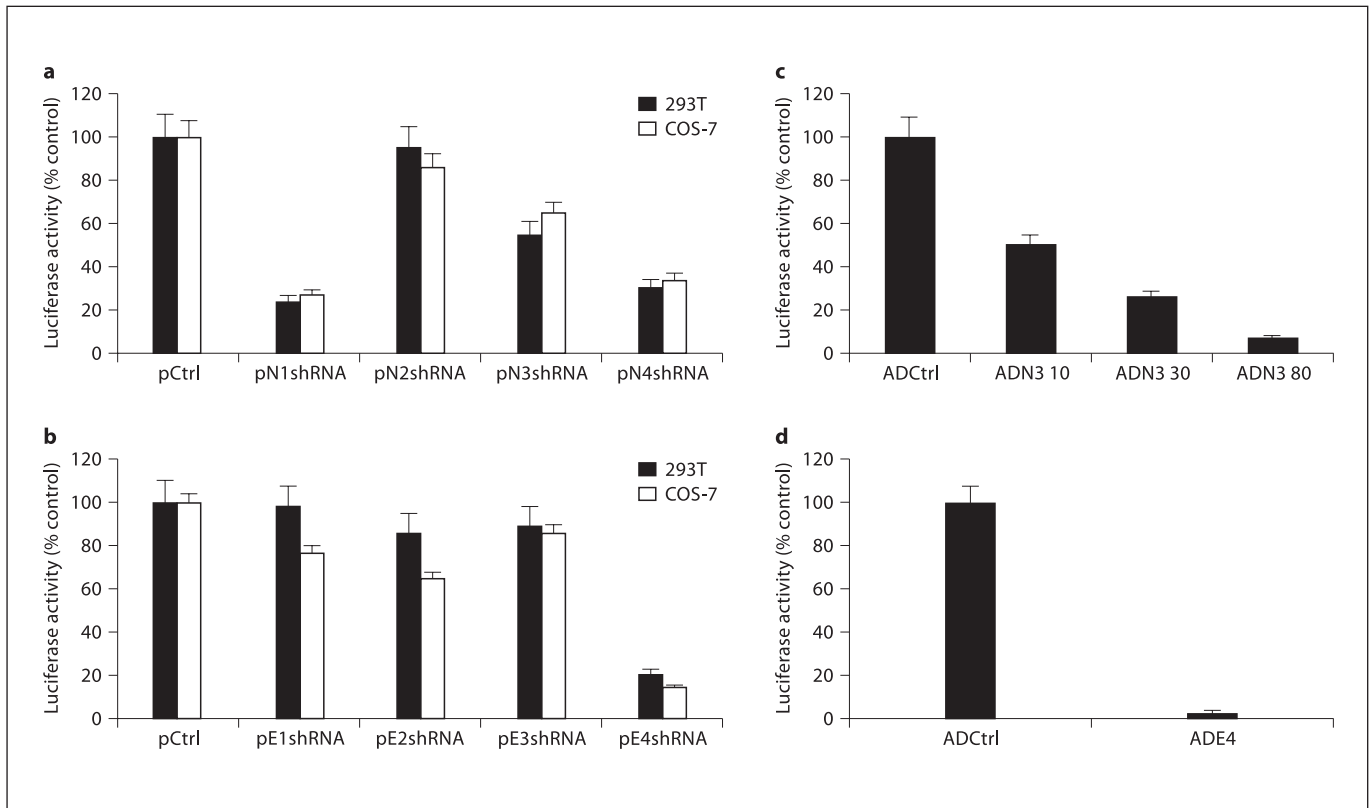 a
Luciferase activity (% control)
120
100
80
60
40
20
0
293T
COS-7
pCtrl pN1shRNA pN2shRNA pN3shRNA pN4shRNA
b
Luciferase activity (% control)
120
100
80
60
40
20
0
293T
COS-7
pCtrl pE1shRNA pE2shRNA pE3shRNA pE4shRNA
c
Luciferase activity (% control)
120
100
80
60
40
20
0
ADCtrl ADN3 10 ADN3 30 ADN3 80
d
Luciferase activity (% control)
120
100
80
60
40
20
0
ADCtrl ADE4